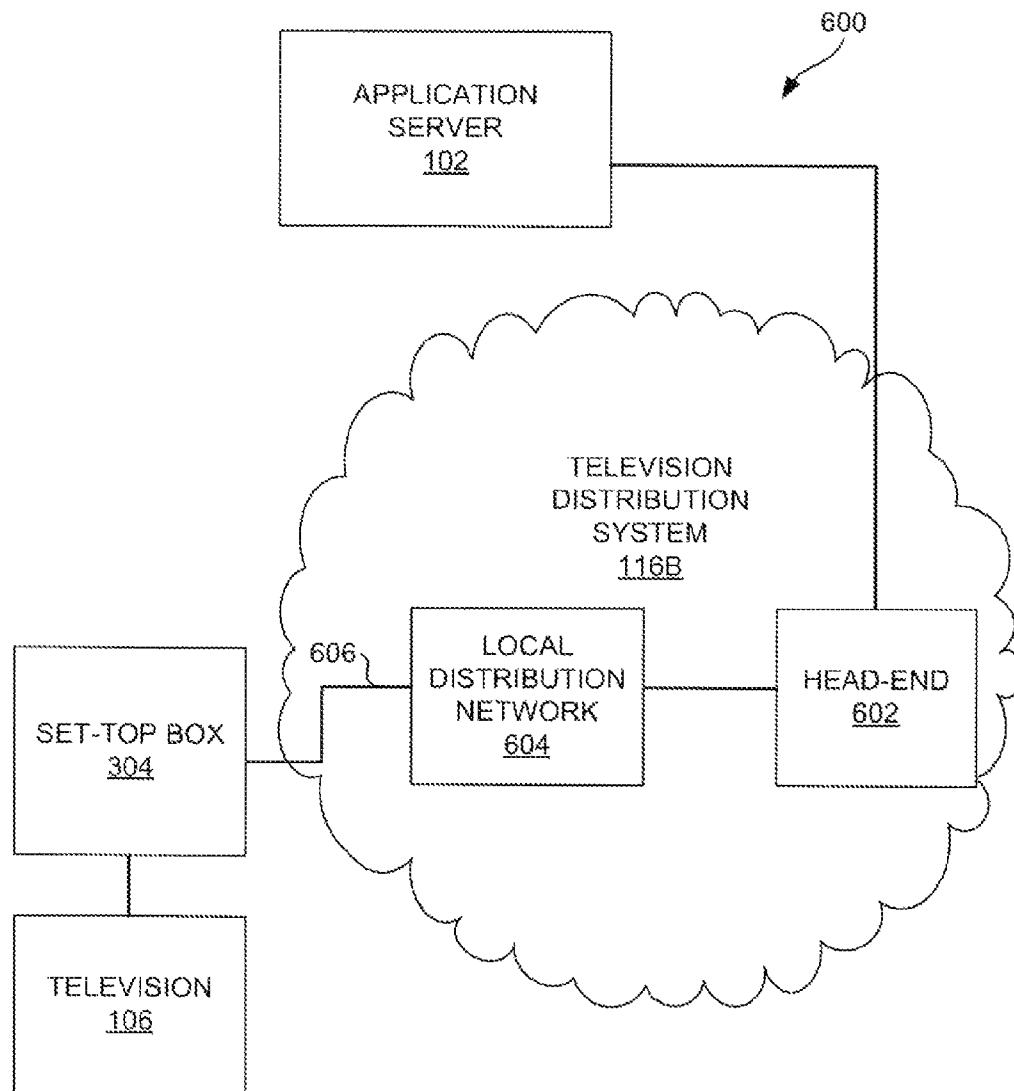 600
APPLICATION
SERVER
102
TELEVISION
DISTRIBUTION
SYSTEM
116B
606
LOCAL
DISTRIBUTION
NETWORK
604
HEAD-END
602
SET-TOP BOX
304
TELEVISION
106